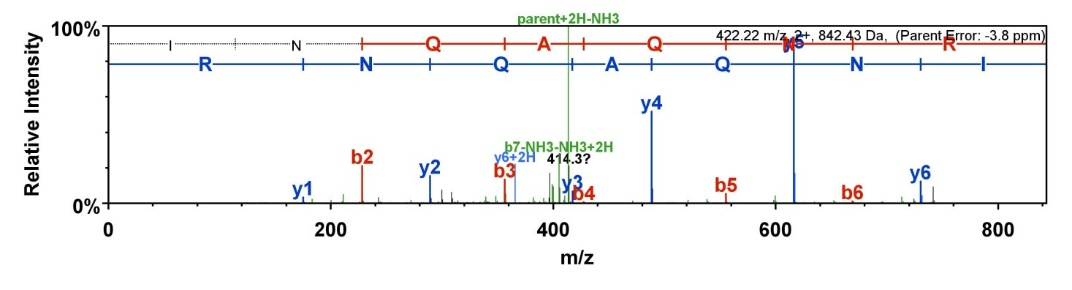 parent+2H-NH3
100%
422.22 m/z, 2+, 842.43 Da, (Parent Error: -3.8 ppm)
I N Q A Q N R
y5
R N Q A Q N I
Relative Intensity
y4
b7-NH3-NH3+2H
b2 y6+2H 414.3?
y2 b3
y1 y3 b4 b5 b6 y6
0%
0 200 400 600 800
m/z